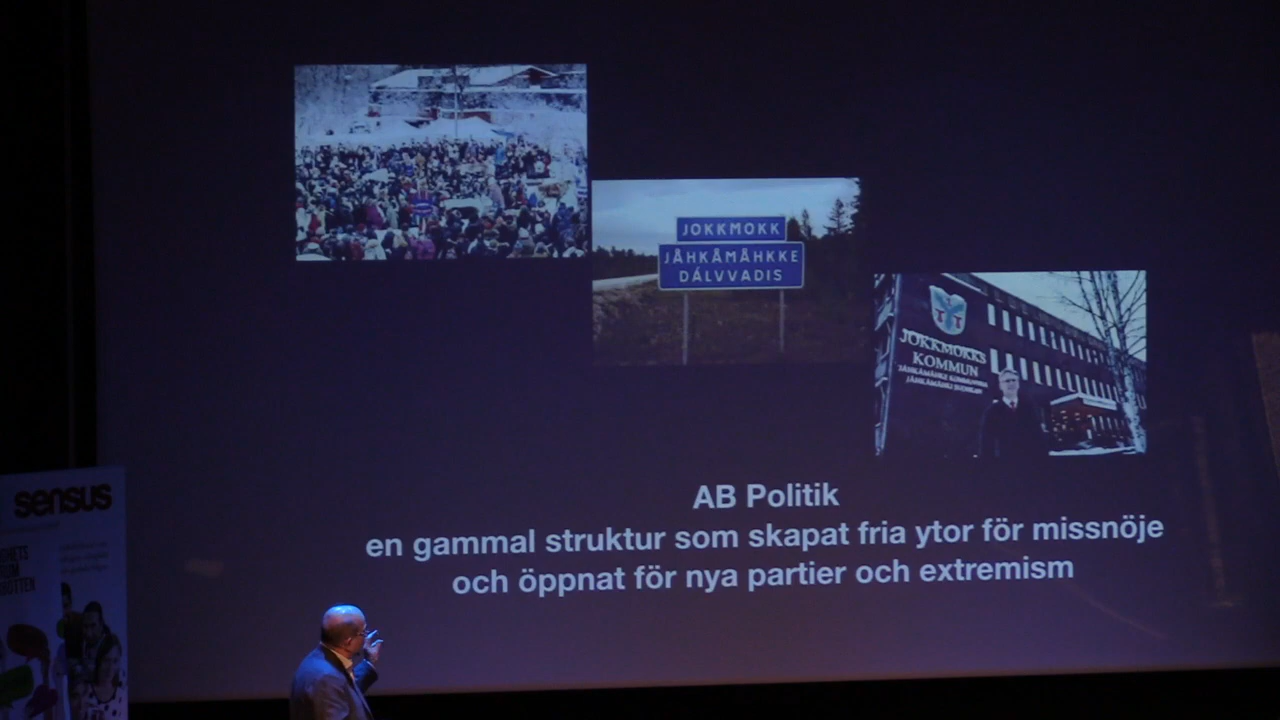 JOKKMOKK
JÅHKÅMÅHKKE
DÁLVVADIS
JOKKMOKKS
KOMMUN
AB Politik
en gammal struktur som skapat fria ytor för missnöje
och öppnat för nya partier och extremism
sensus